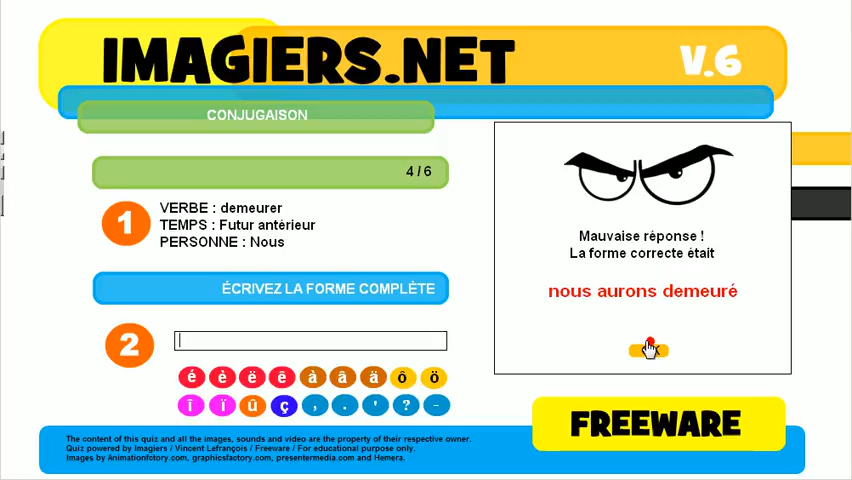 IMAGIERS.NET
V.6
CONJUGAISON
4 / 6
1
VERBE : demeurer
TEMPS : Futur antérieur
PERSONNE : Nous
Mauvaise réponse !
La forme correcte était
nous aurons demeuré
ÉCRIVEZ LA FORME COMPLÈTE
2
é è ë ê à â ä ô ö
î ï û ç , . ' ? -
FREEWARE
The content of this quiz and all the images, sounds and video are the property of their respective owner.
Quiz powered by Imagiers / Vincent Lefrançois / Freeware / For educational purpose only.
Images by Animationfctory.com, graphicsfactory.com, presentermedia.com and Hemera.